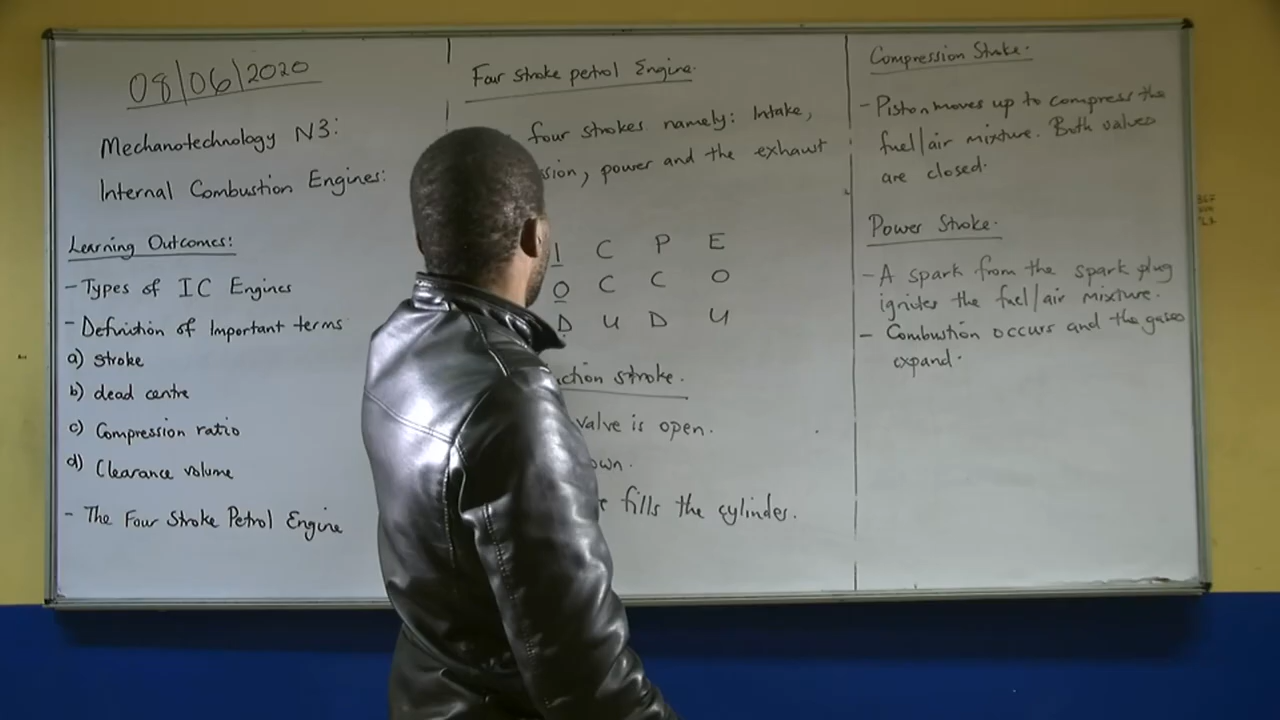 08/06/2020
Mechanotechnology N3:
Internal Combustion Engines:
Learning Outcomes:
- Types of IC Engines
- Definition of Important terms
a) stroke
b) dead centre
c) Compression ratio
d) Clearance volume
- The Four Stroke Petrol Engine
Four stroke petrol Engine.
four strokes namely: Intake,
ssion, power and the exhaust
I C P E
O C C O
D U D U
ction stroke.
valve is open.
own.
fills the cylinder.
Compression Stroke.
- Piston moves up to compress the
fuel/air mixture. Both valves
are closed.
Power Stroke.
- A spark from the spark plug
ignites the fuel/air mixture.
- Combustion occurs and the gases
expand.